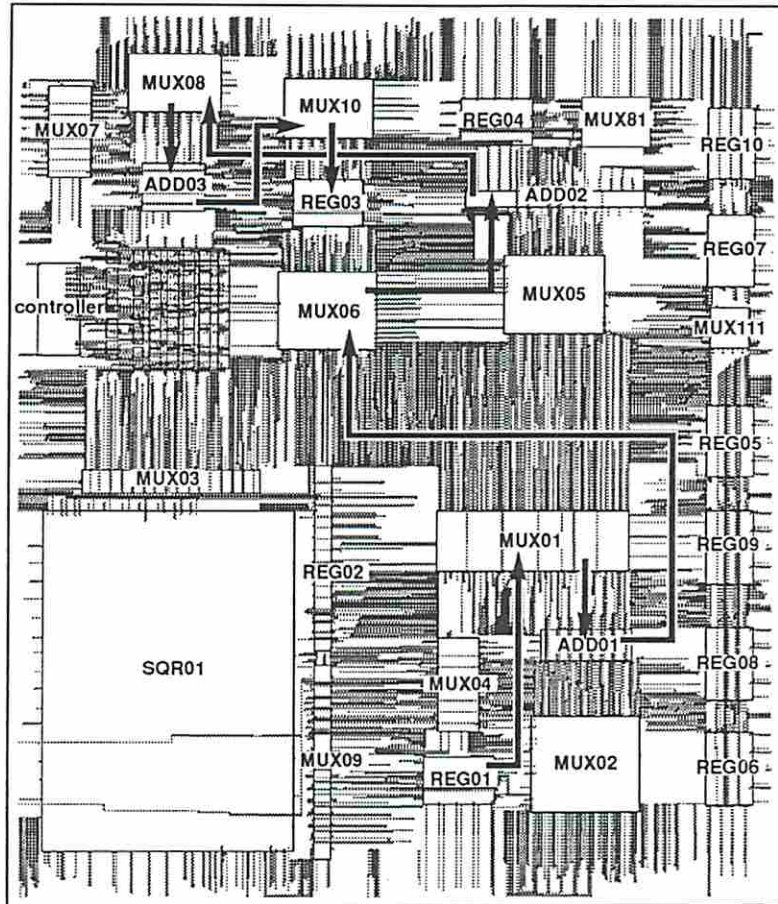 MUX08
MUX10
MUX07
REG04
MUX81
REG10
ADD03
REG03
ADD02
REG07
controller
MUX06
MUX05
MUX111
REG05
MUX03
MUX01
REG09
REG02
ADD01
SQR01
MUX04
REG08
MUX09
REG01
MUX02
REG06